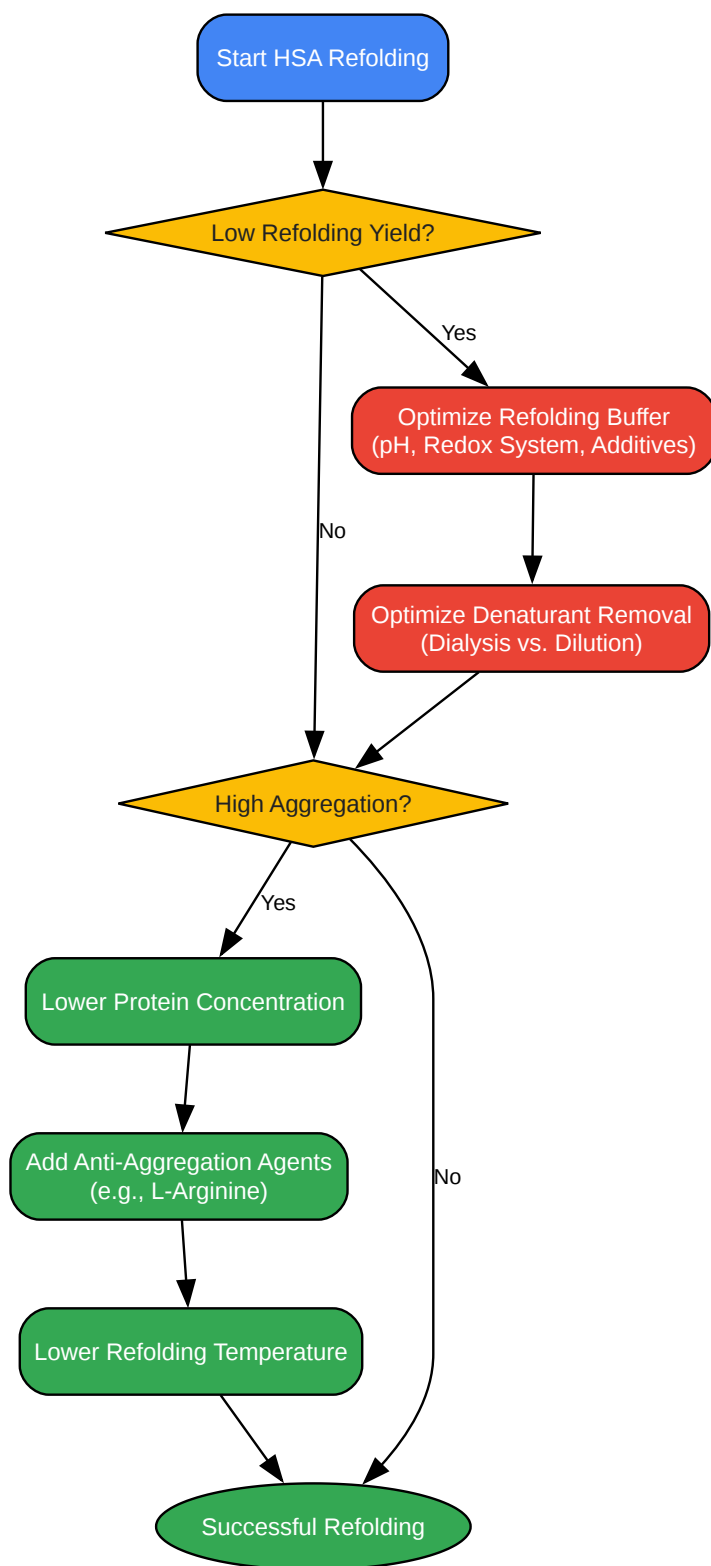 Start HSA Refolding
Low Refolding Yield?
Yes
Optimize Refolding Buffer
(pH, Redox System, Additives)
No
Optimize Denaturant Removal
(Dialysis vs. Dilution)
High Aggregation?
Yes
Lower Protein Concentration
Add Anti-Aggregation Agents
(e.g., L-Arginine)
No
Lower Refolding Temperature
Successful Refolding